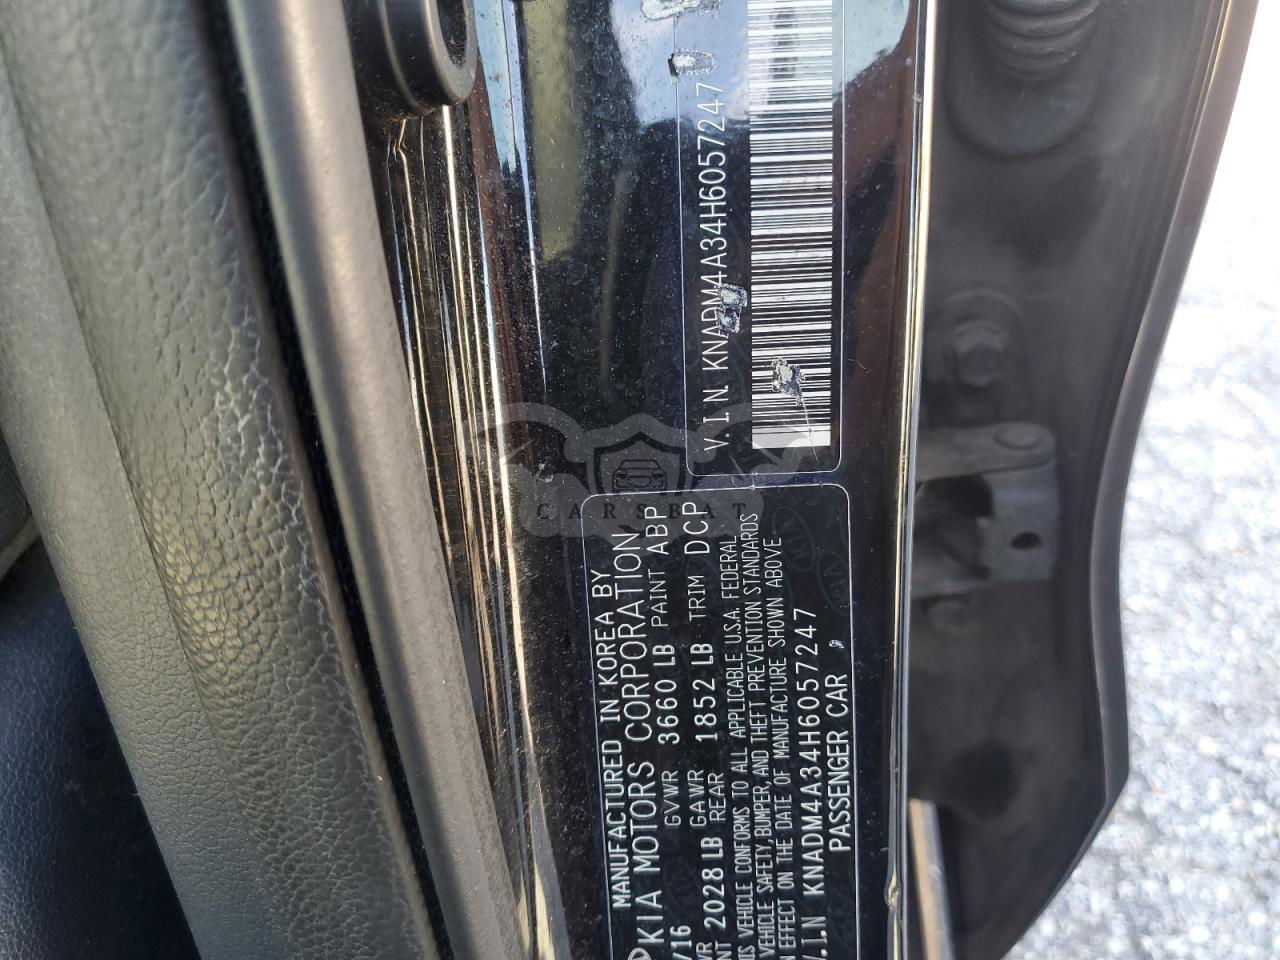 V.I.N. KNADM4A34H6057247
MANUFACTURED IN KOREA BY
KIA MOTORS CORPORATION
/16 GVWR 3660 LB PAINT ABP
GAWR
2028 LB REAR 1852 LB TRIM DCP
VEHICLE CONFORMS TO ALL APPLICABLE U.S.A. FEDERAL
VEHICLE SAFETY, BUMPER, AND THEFT PREVENTION STANDARDS
EFFECT ON THE DATE OF MANUFACTURE SHOWN ABOVE
V.I.N KNADM4A34H6057247
PASSENGER CAR
CARSBAT